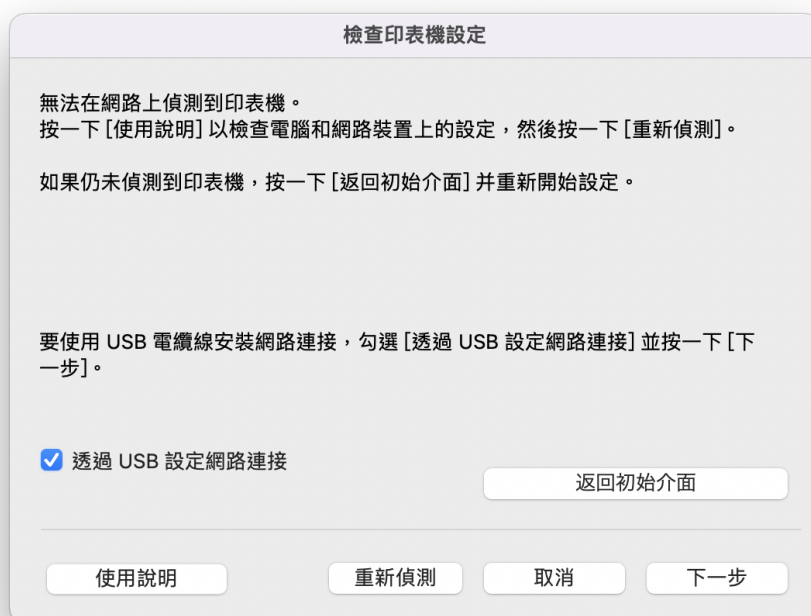 檢查印表機設定
無法在網路上偵測到印表機。
按一下 [使用說明] 以檢查電腦和網路裝置上的設定，然後按一下 [重新偵測]。
如果仍未偵測到印表機，按一下 [返回初始介面] 并重新開始設定。
要使用 USB 電纜線安裝網路連接，勾選 [透過 USB 設定網路連接] 並按一下 [下
一步]。
透過 USB 設定網路連接
返回初始介面
使用說明
重新偵測
取消
下一步